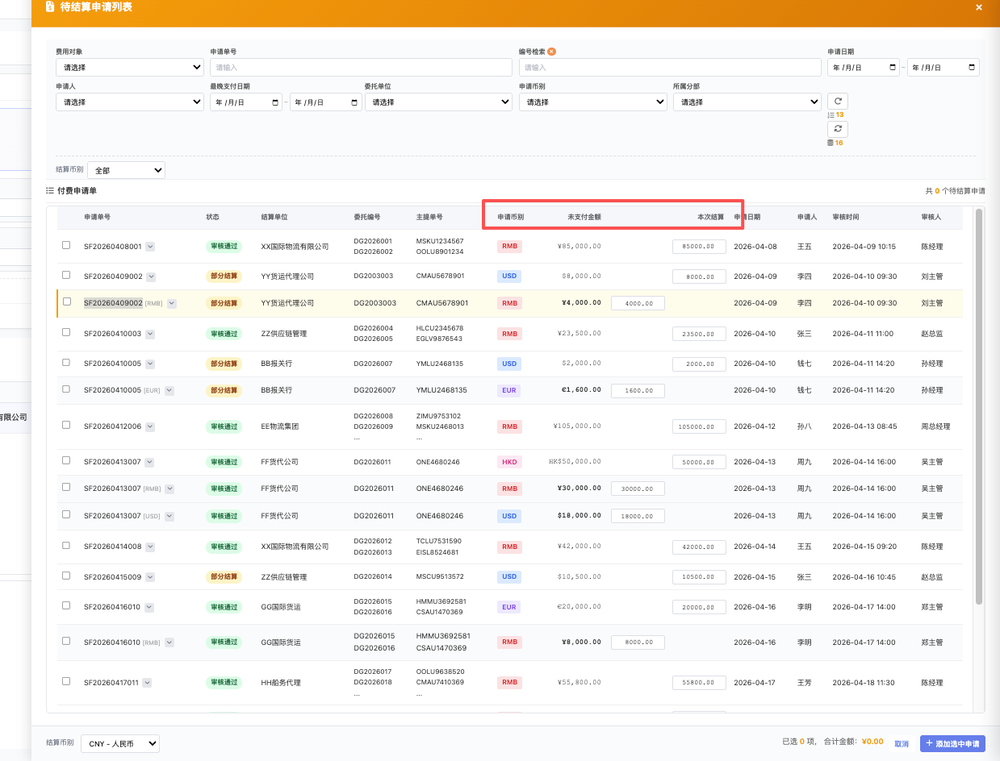 待结算申请列表 ×
费用对象 申请单号 编号检索 申请日期
请选择 请输入 请输入 年 /月/日 - 年 /月/日
申请人 最晚支付日期 委托单位 申请币别 所属分部
请选择 年 /月/日 - 年 /月/日 请选择 请选择 请选择
13
16
结算币别 全部
付费申请单 共 0 个待结算申请
申请单号 状态 结算单位 委托编号 主提单号 申请币别 未支付金额 本次结算 申请日期 申请人 审核时间 审核人
SF20260408001 审核通过 XX国际物流有限公司 DG2026001 MSKU1234567 RMB ¥85,000.00 85000.00 2026-04-08 王五 2026-04-09 10:15 陈经理
DG2026002 OOLU8901234
SF20260409002 部分结算 YY货运代理公司 DG2003003 CMAU5678901 USD $8,000.00 8000.00 2026-04-09 李四 2026-04-10 09:30 刘主管
SF20260409002 [RMB] 部分结算 YY货运代理公司 DG2003003 CMAU5678901 RMB ¥4,000.00 4000.00 2026-04-09 李四 2026-04-10 09:30 刘主管
SF20260410003 审核通过 ZZ供应链管理 DG2026004 HLCU2345678 RMB ¥23,500.00 23500.00 2026-04-10 张三 2026-04-11 11:00 赵总监
DG2026005 EGLV9876543
SF20260410005 部分结算 BB报关行 DG2026007 YMLU2468135 USD $2,000.00 2000.00 2026-04-10 钱七 2026-04-11 14:20 孙经理
SF20260410005 [EUR] 部分结算 BB报关行 DG2026007 YMLU2468135 EUR €1,600.00 1600.00 2026-04-10 钱七 2026-04-11 14:20 孙经理
有限公司
SF20260412006 审核通过 EE物流集团 DG2026008 ZIMU9753102 RMB ¥105,000.00 105000.00 2026-04-12 孙八 2026-04-13 08:45 周总经理
DG2026009 MSKU2468013
... ...
SF20260413007 审核通过 FF货代公司 DG2026011 ONE4680246 HKD HK$50,000.00 50000.00 2026-04-13 周九 2026-04-14 16:00 吴主管
SF20260413007 [RMB] 审核通过 FF货代公司 DG2026011 ONE4680246 RMB ¥30,000.00 30000.00 2026-04-13 周九 2026-04-14 16:00 吴主管
SF20260413007 [USD] 审核通过 FF货代公司 DG2026011 ONE4680246 USD $18,000.00 18000.00 2026-04-13 周九 2026-04-14 16:00 吴主管
SF20260414008 审核通过 XX国际物流有限公司 DG2026012 TCLU7531590 RMB ¥42,000.00 42000.00 2026-04-14 王五 2026-04-15 09:20 陈经理
DG2026013 EISL8524681
SF20260415009 部分结算 ZZ供应链管理 DG2026014 MSCU9513572 USD $10,500.00 10500.00 2026-04-15 张三 2026-04-16 10:45 赵总监
SF20260416010 审核通过 GG国际货运 DG2026015 HMMU3692581 EUR €20,000.00 20000.00 2026-04-16 李明 2026-04-17 14:00 郑主管
DG2026016 CSAU1470369
SF20260416010 [RMB] 审核通过 GG国际货运 DG2026015 HMMU3692581 RMB ¥8,000.00 8000.00 2026-04-16 李明 2026-04-17 14:00 郑主管
DG2026016 CSAU1470369
SF20260417011 审核通过 HH船务代理 DG2026017 OOLU9638520 RMB ¥55,800.00 55800.00 2026-04-17 王芳 2026-04-18 11:30 陈经理
DG2026018 CMAU7410369
... ...
结算币别 CNY - 人民币 已选 0 项, 合计金额: ¥0.00 取消 + 添加选中申请